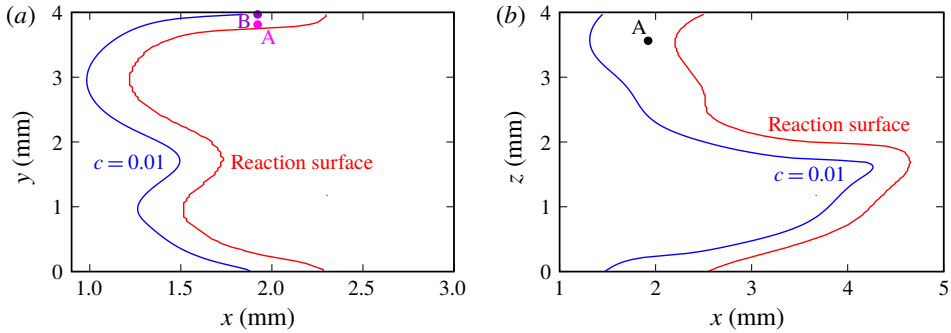 (a)
4
B
A
3
y (mm)
2
c = 0.01
Reaction surface
1
0
1.0 1.5 2.0 2.5 3.0
x (mm)
(b)
4
A
3
z (mm)
Reaction surface
2
c = 0.01
1
0
1 2 3 4 5
x (mm)